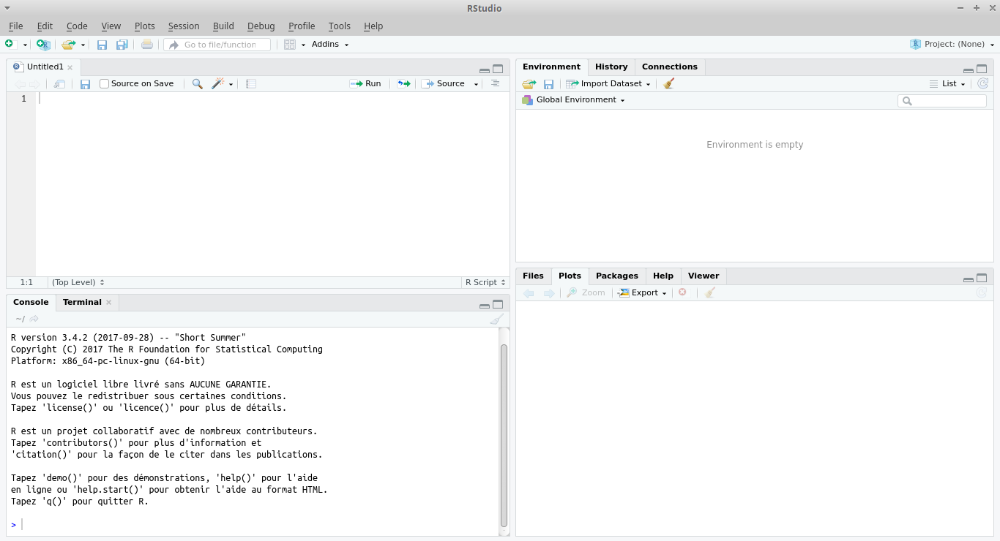 RStudio
File Edit Code View Plots Session Build Debug Profile Tools Help
Go to file/function Addins Project: (None)
Untitled1
Source on Save Run Source
1
1:1 (Top Level) R Script
Console Terminal
~/
R version 3.4.2 (2017-09-28) -- "Short Summer"
Copyright (C) 2017 The R Foundation for Statistical Computing
Platform: x86_64-pc-linux-gnu (64-bit)
R est un logiciel libre livré sans AUCUNE GARANTIE.
Vous pouvez le redistribuer sous certaines conditions.
Tapez 'license()' ou 'licence()' pour plus de détails.
R est un projet collaboratif avec de nombreux contributeurs.
Tapez 'contributors()' pour plus d'information et
'citation()' pour la façon de le citer dans les publications.
Tapez 'demo()' pour des démonstrations, 'help()' pour l'aide
en ligne ou 'help.start()' pour obtenir l'aide au format HTML.
Tapez 'q()' pour quitter R.
>
Environment History Connections
Import Dataset List
Global Environment
Environment is empty
Files Plots Packages Help Viewer
Zoom Export